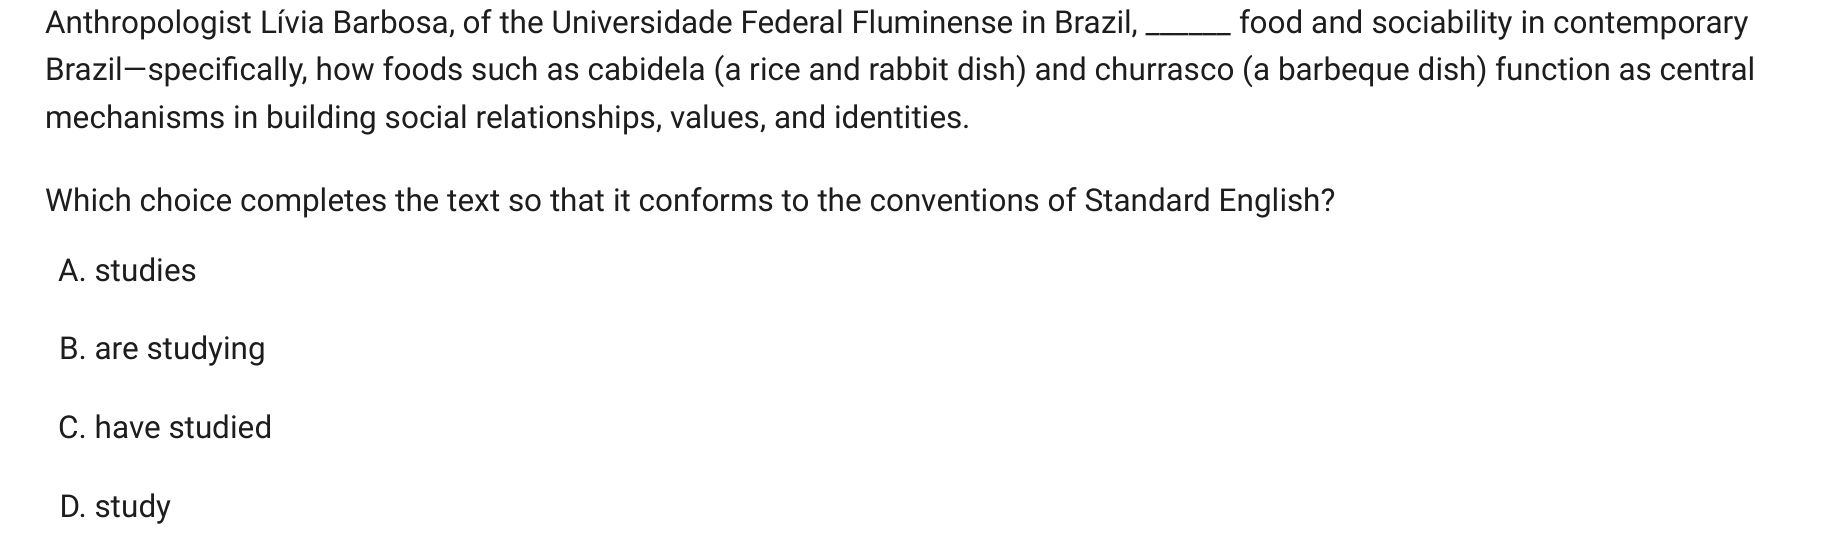 Anthropologist Lívia Barbosa, of the Universidade Federal Fluminense in Brazil, ______ food and sociability in contemporary
Brazil—specifically, how foods such as cabidela (a rice and rabbit dish) and churrasco (a barbeque dish) function as central
mechanisms in building social relationships, values, and identities.
Which choice completes the text so that it conforms to the conventions of Standard English?
A. studies
B. are studying
C. have studied
D. study